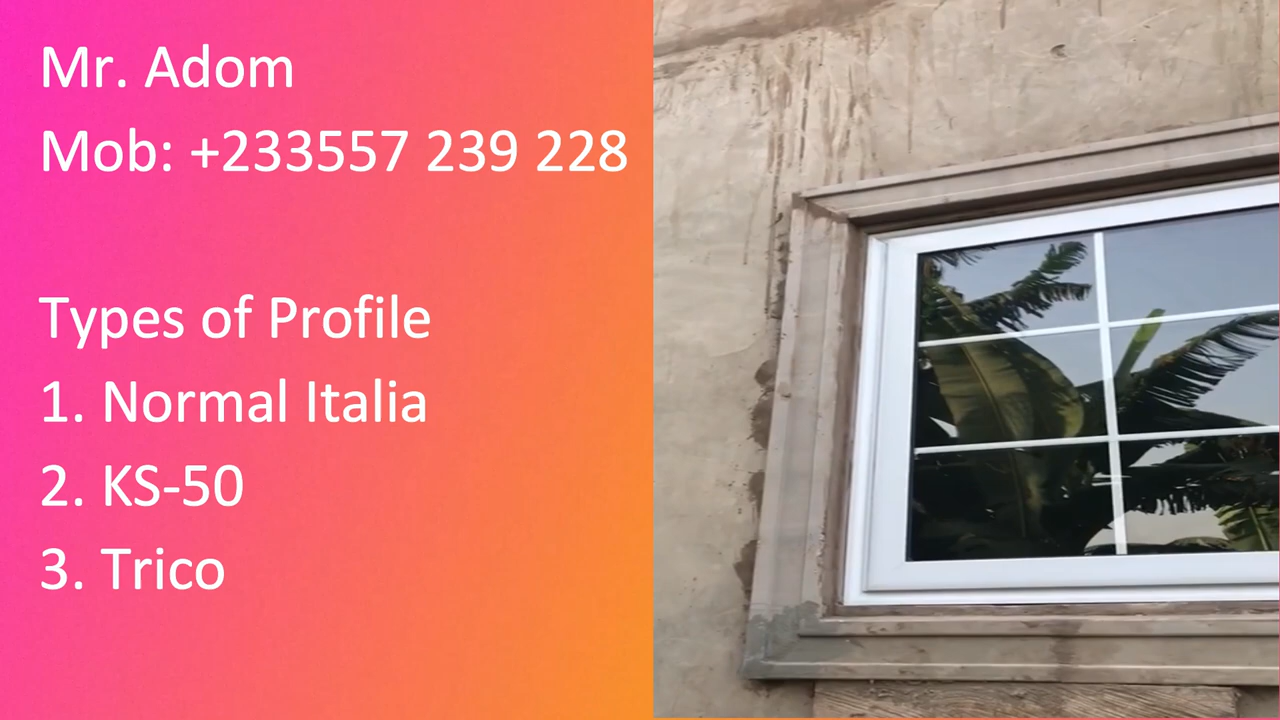 Mr. Adom
Mob: +233557 239 228
Types of Profile
1. Normal Italia
2. KS-50
3. Trico